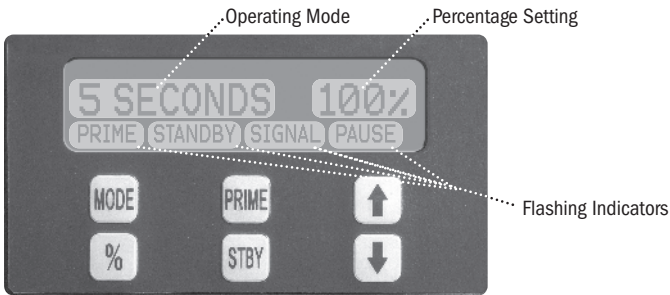 Operating Mode Percentage Setting
5 SECONDS 100%
PRIME STANDBY SIGNAL PAUSE
MODE PRIME
Flashing Indicators
% STBY